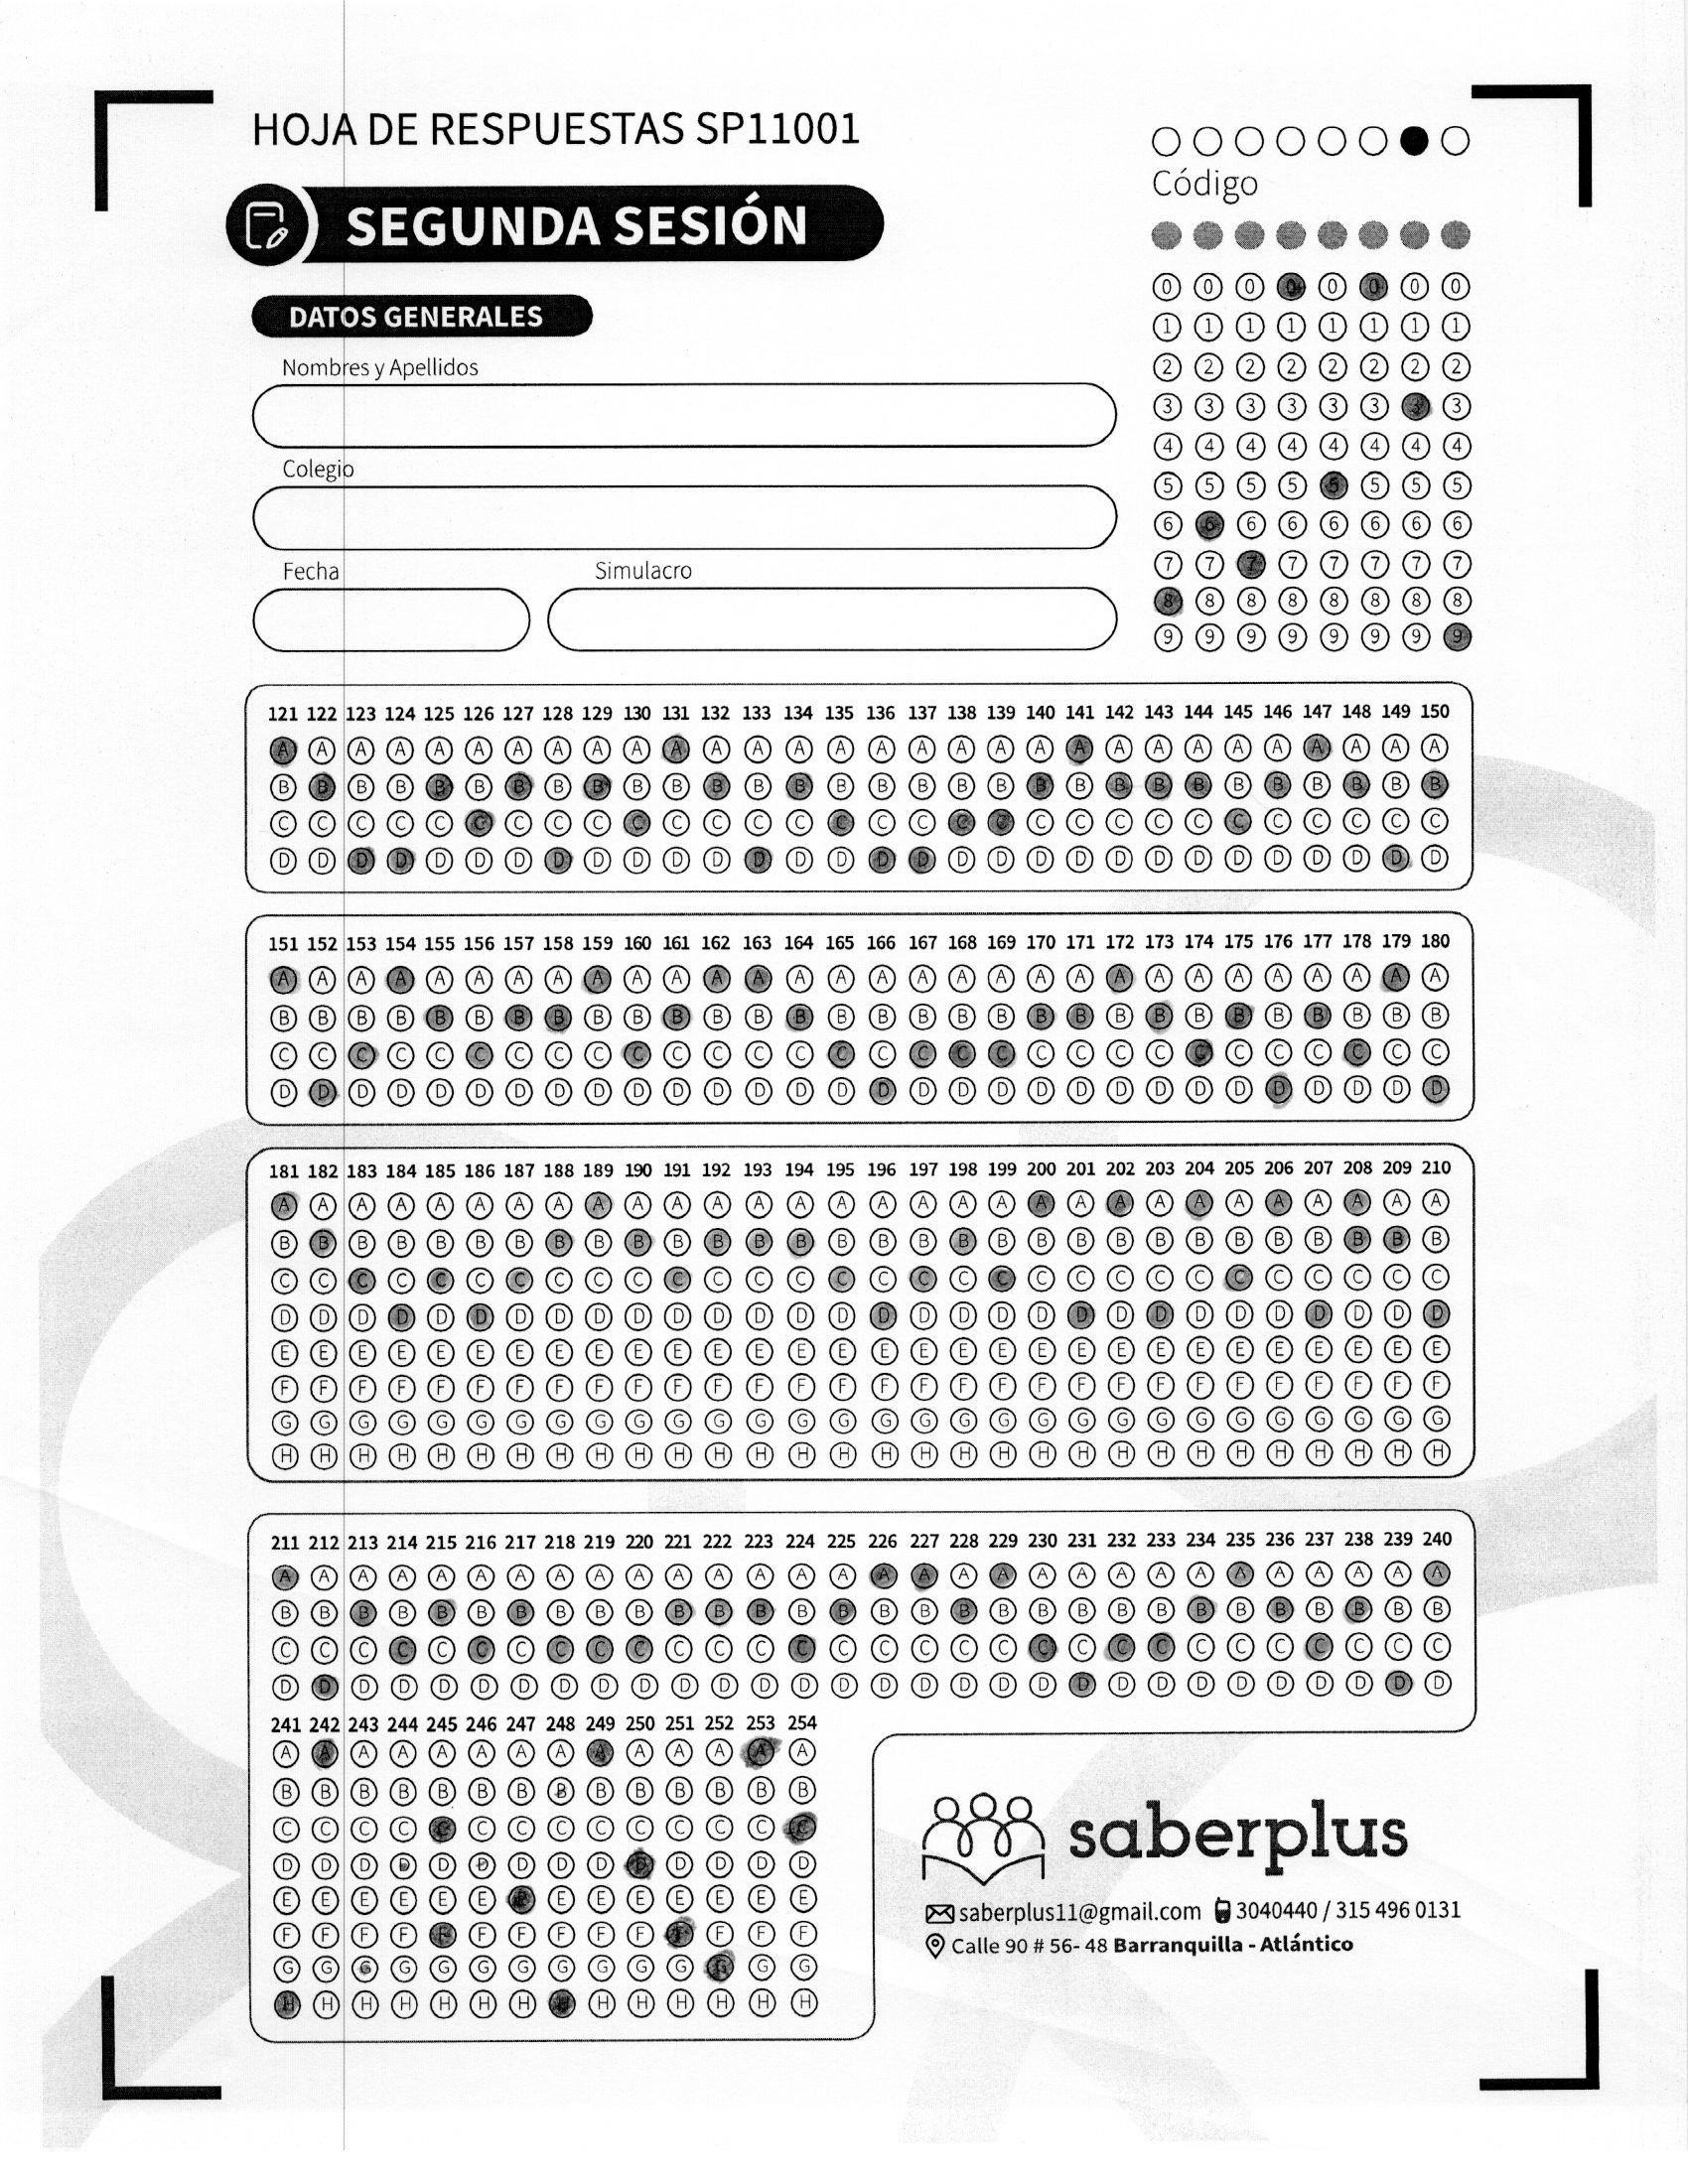 HOJA DE RESPUESTAS SP11001
Código
SEGUNDA SESIÓN
DATOS GENERALES
Nombres y Apellidos
Colegio
Fecha Simulacro
0 0 0 0 0 0 0 0
1 1 1 1 1 1 1 1
2 2 2 2 2 2 2 2
3 3 3 3 3 3 3 3
4 4 4 4 4 4 4 4
5 5 5 5 5 5 5 5
6 6 6 6 6 6 6 6
7 7 7 7 7 7 7 7
8 8 8 8 8 8 8 8
9 9 9 9 9 9 9 9
121 122 123 124 125 126 127 128 129 130 131 132 133 134 135 136 137 138 139 140 141 142 143 144 145 146 147 148 149 150
A A A A A A A A A A A A A A A A A A A A A A A A A A A A A A
B B B B B B B B B B B B B B B B B B B B B B B B B B B B B B
C C C C C C C C C C C C C C C C C C C C C C C C C C C C C C
D D D D D D D D D D D D D D D D D D D D D D D D D D D D D D
151 152 153 154 155 156 157 158 159 160 161 162 163 164 165 166 167 168 169 170 171 172 173 174 175 176 177 178 179 180
A A A A A A A A A A A A A A A A A A A A A A A A A A A A A A
B B B B B B B B B B B B B B B B B B B B B B B B B B B B B B
C C C C C C C C C C C C C C C C C C C C C C C C C C C C C C
D D D D D D D D D D D D D D D D D D D D D D D D D D D D D D
181 182 183 184 185 186 187 188 189 190 191 192 193 194 195 196 197 198 199 200 201 202 203 204 205 206 207 208 209 210
A A A A A A A A A A A A A A A A A A A A A A A A A A A A A A
B B B B B B B B B B B B B B B B B B B B B B B B B B B B B B
C C C C C C C C C C C C C C C C C C C C C C C C C C C C C C
D D D D D D D D D D D D D D D D D D D D D D D D D D D D D D
E E E E E E E E E E E E E E E E E E E E E E E E E E E E E E
F F F F F F F F F F F F F F F F F F F F F F F F F F F F F F
G G G G G G G G G G G G G G G G G G G G G G G G G G G G G G
H H H H H H H H H H H H H H H H H H H H H H H H H H H H H H
211 212 213 214 215 216 217 218 219 220 221 222 223 224 225 226 227 228 229 230 231 232 233 234 235 236 237 238 239 240
A A A A A A A A A A A A A A A A A A A A A A A A A A A A A A
B B B B B B B B B B B B B B B B B B B B B B B B B B B B B B
C C C C C C C C C C C C C C C C C C C C C C C C C C C C C C
D D D D D D D D D D D D D D D D D D D D D D D D D D D D D D
241 242 243 244 245 246 247 248 249 250 251 252 253 254
A A A A A A A A A A A A A A
B B B B B B B B B B B B B B
C C C C C C C C C C C C C C
D D D D D D D D D D D D D D
E E E E E E E E E E E E E E
F F F F F F F F F F F F F F
G G G G G G G G G G G G G G
H H H H H H H H H H H H H H
saberplus
saberplus11@gmail.com 3040440 / 315 496 0131
Calle 90 # 56- 48 Barranquilla - Atlántico